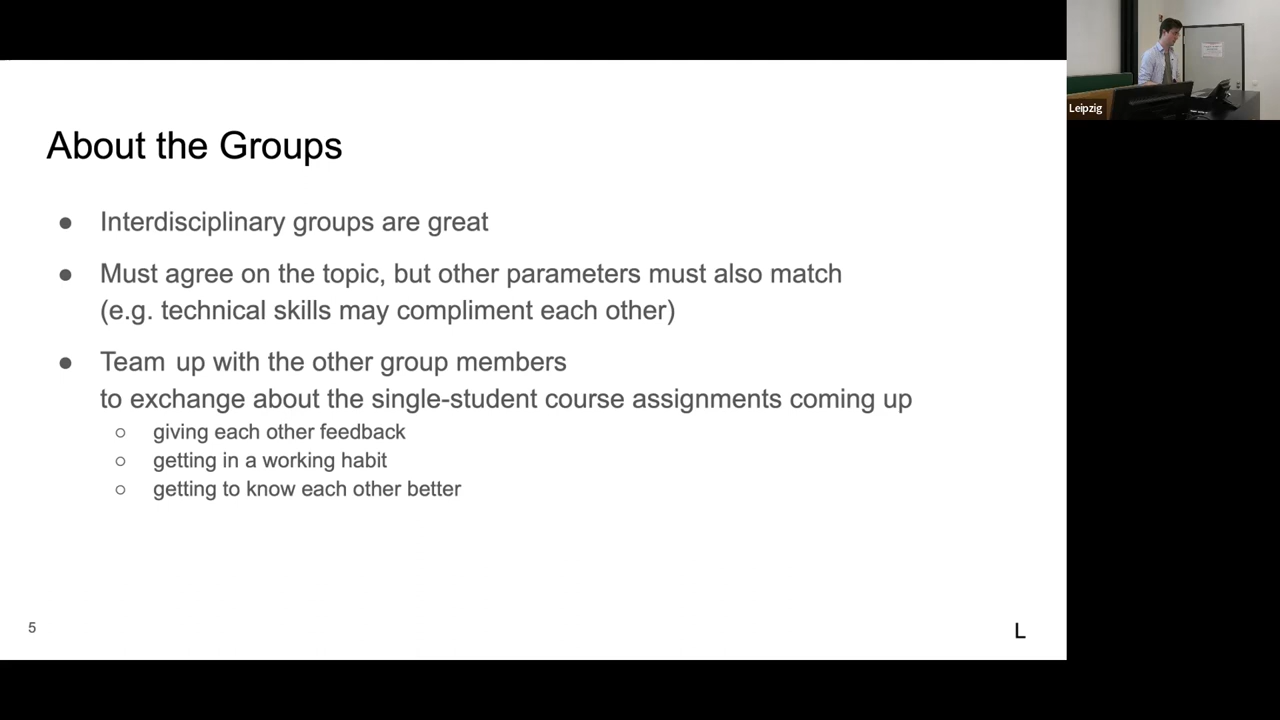 About the Groups
● Interdisciplinary groups are great
● Must agree on the topic, but other parameters must also match
(e.g. technical skills may compliment each other)
● Team up with the other group members
to exchange about the single-student course assignments coming up
○ giving each other feedback
○ getting in a working habit
○ getting to know each other better
5
L
Leipzig